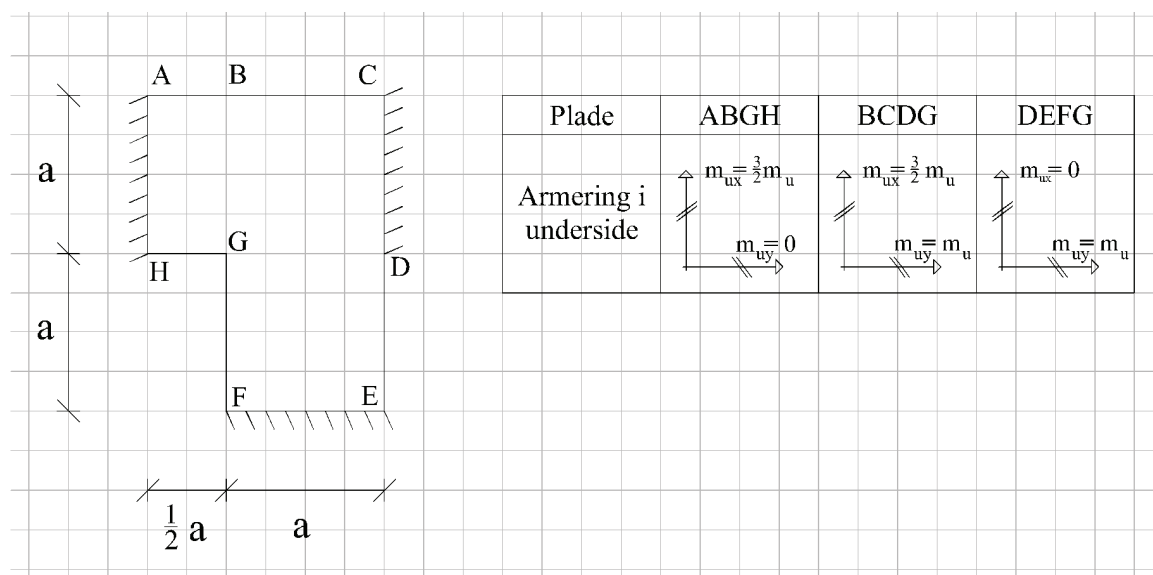 A B C
Plade ABGH BCDG DEFG
a
Armering i underside
m_ux = 3/2 m_u
m_uy = 0
m_ux = 3/2 m_u
m_uy = m_u
m_ux = 0
m_uy = m_u
G
H D
a
F E
1/2 a a